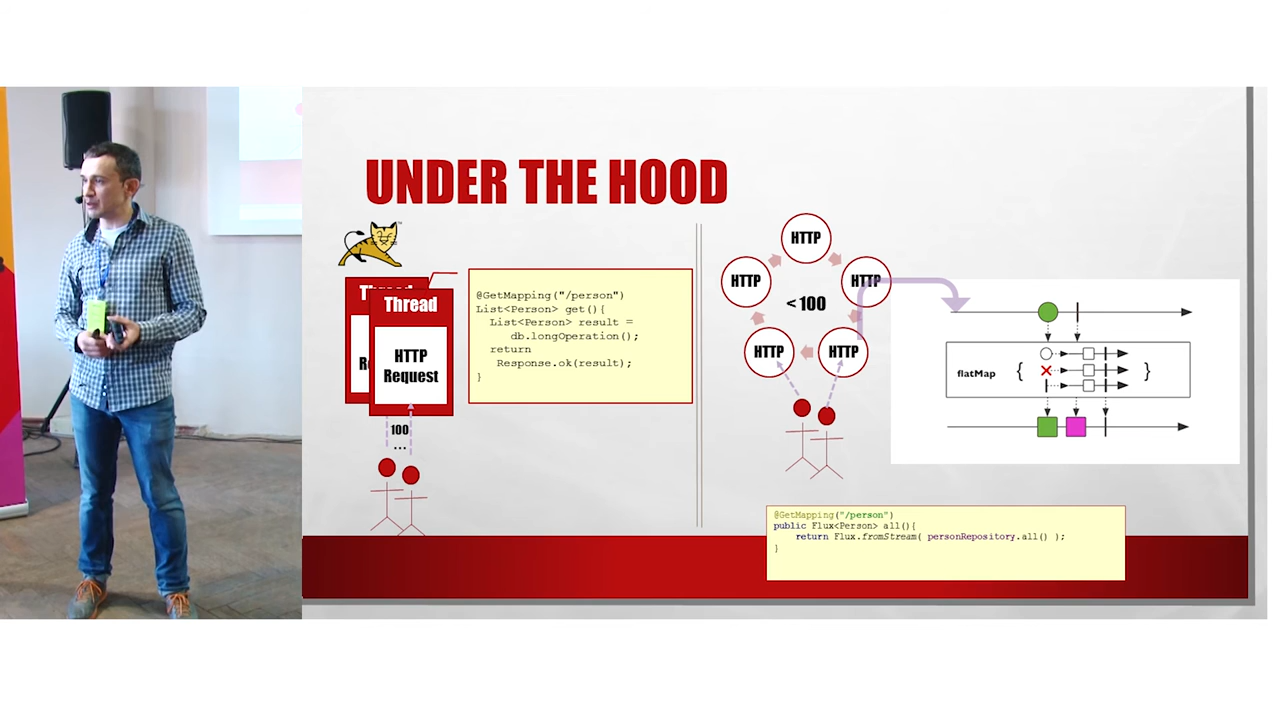 UNDER THE HOOD
Thread
Thread
HTTP
Request
100
...
@GetMapping("/person")
List<Person> get(){
List<Person> result =
db.longOperation();
return
Response.ok(result);
}
HTTP
HTTP
HTTP
< 100
HTTP
HTTP
flatMap
{
}
@GetMapping("/person")
public Flux<Person> all(){
return Flux.fromStream( personRepository.all() );
}